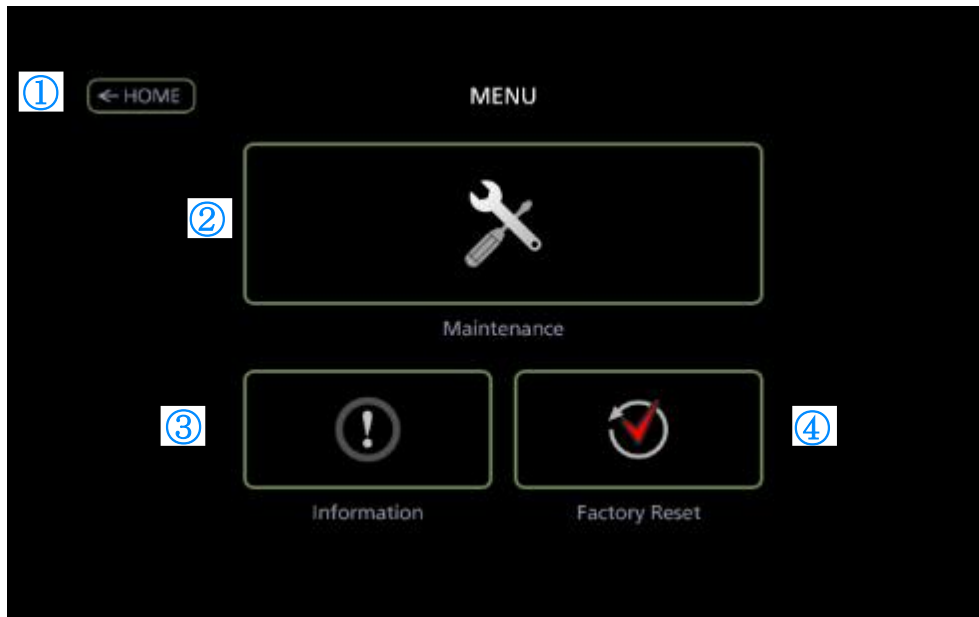 ① ← HOME MENU
②
Maintenance
③ ④
Information Factory Reset